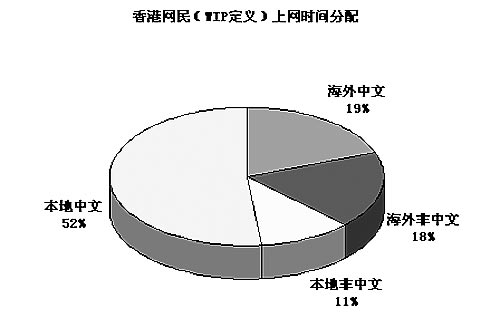 香港网民(WIP定义)上网时间分配
海外中文
19%
海外非中文
18%
本地非中文
11%
本地中文
52%